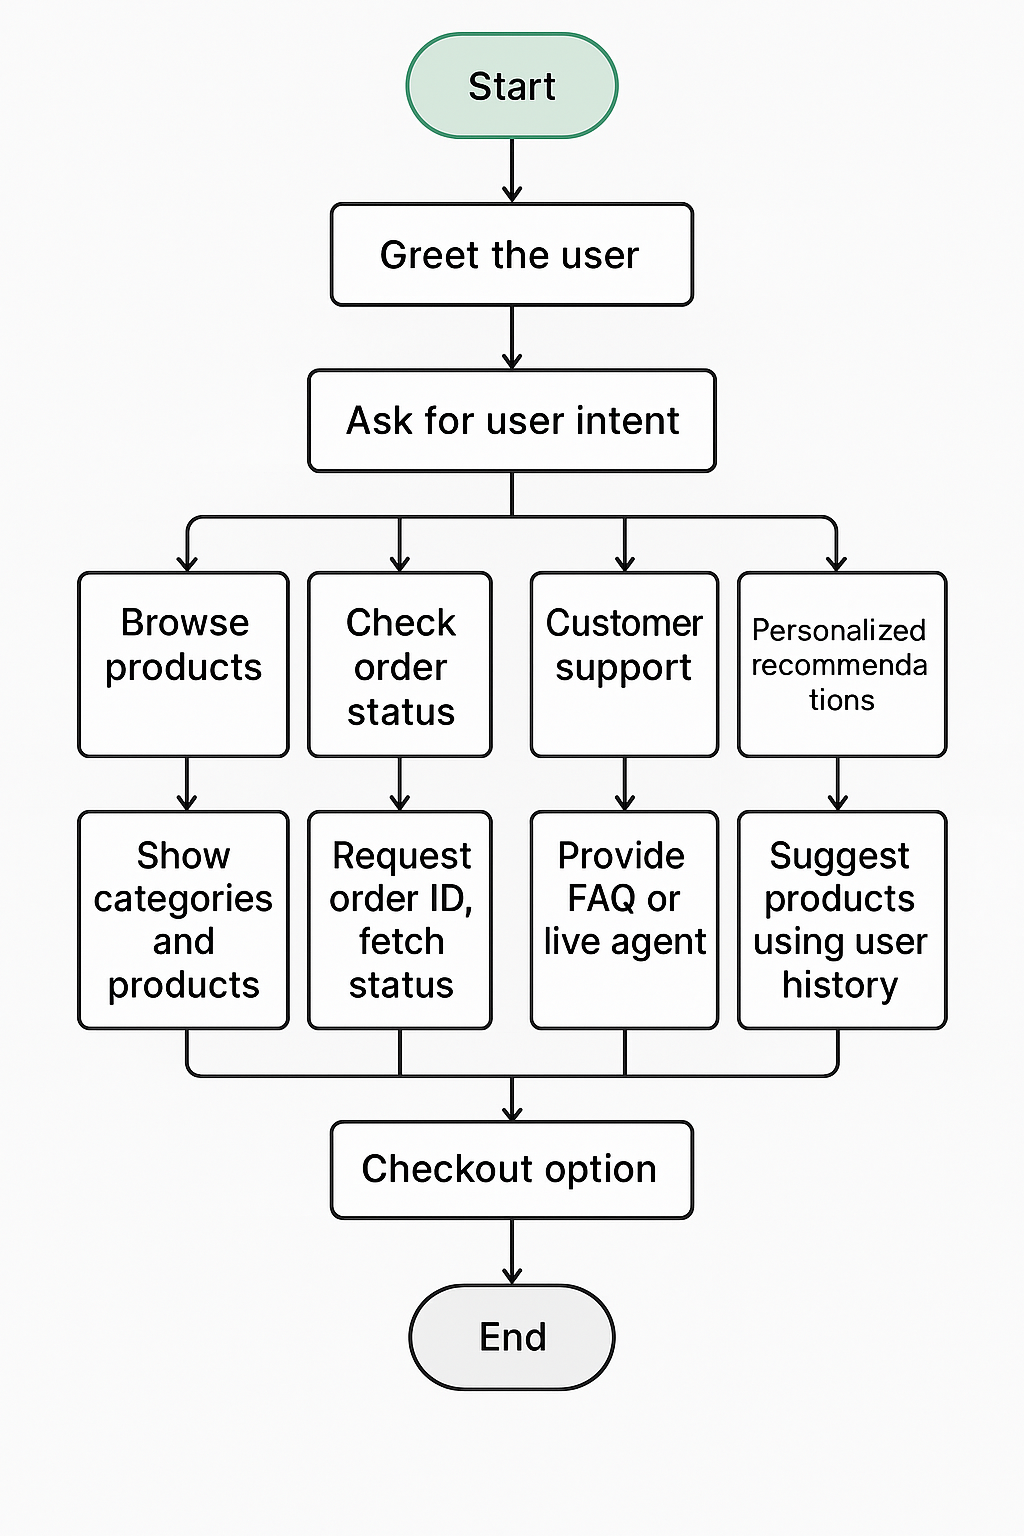 Start
Greet the user
Ask for user intent
Browse
products
Check
order
status
Customer
support
Personalized
recommenda
tions
Show
categories
and
products
Request
order ID,
fetch
status
Provide
FAQ or
live agent
Suggest
products
using user
history
Checkout option
End